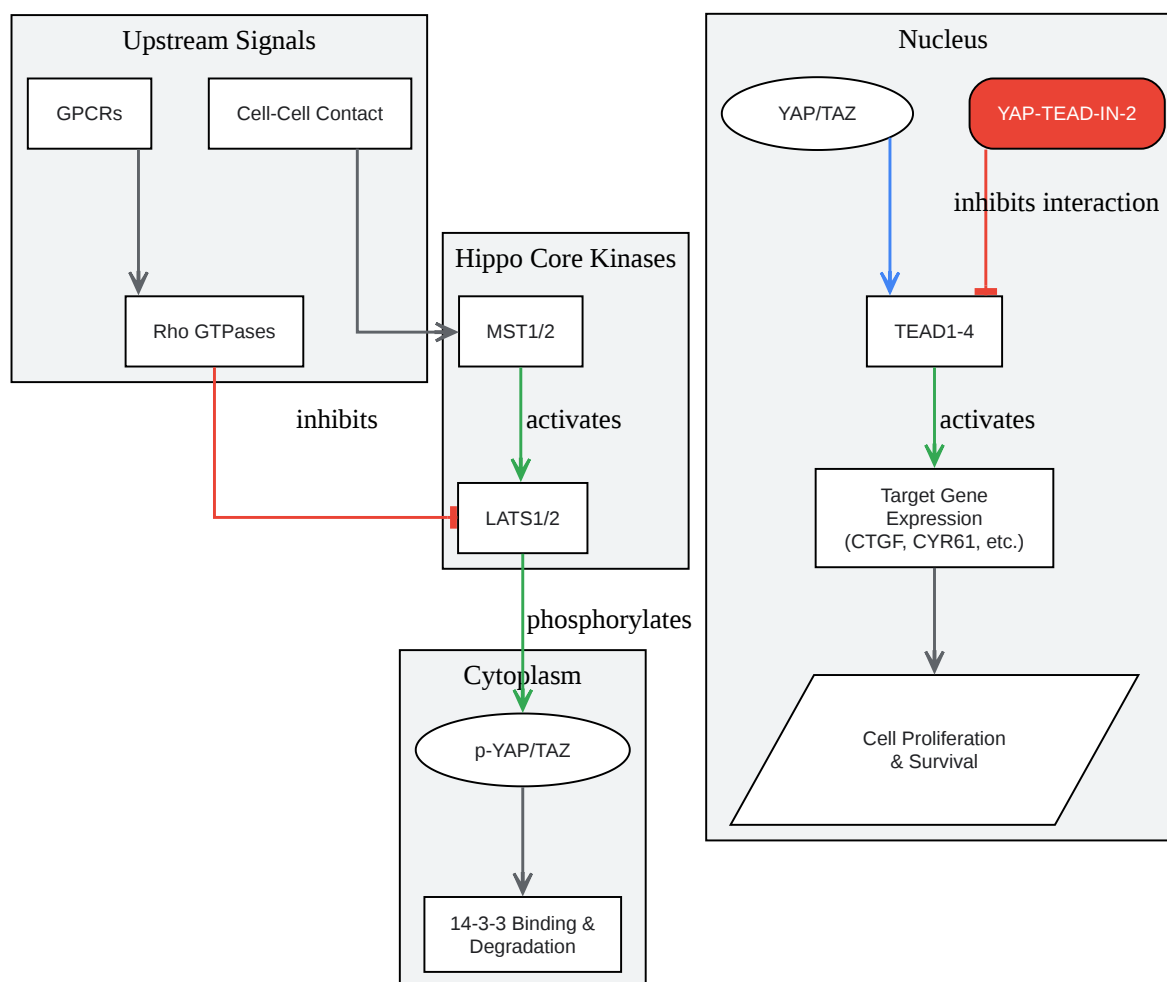 Upstream Signals
GPCRs
Cell-Cell Contact
Rho GTPases
inhibits
Hippo Core Kinases
MST1/2
activates
LATS1/2
phosphorylates
Cytoplasm
p-YAP/TAZ
14-3-3 Binding &
Degradation
Nucleus
YAP/TAZ
YAP-TEAD-IN-2
inhibits interaction
TEAD1-4
activates
Target Gene
Expression
(CTGF, CYR61, etc.)
Cell Proliferation
& Survival